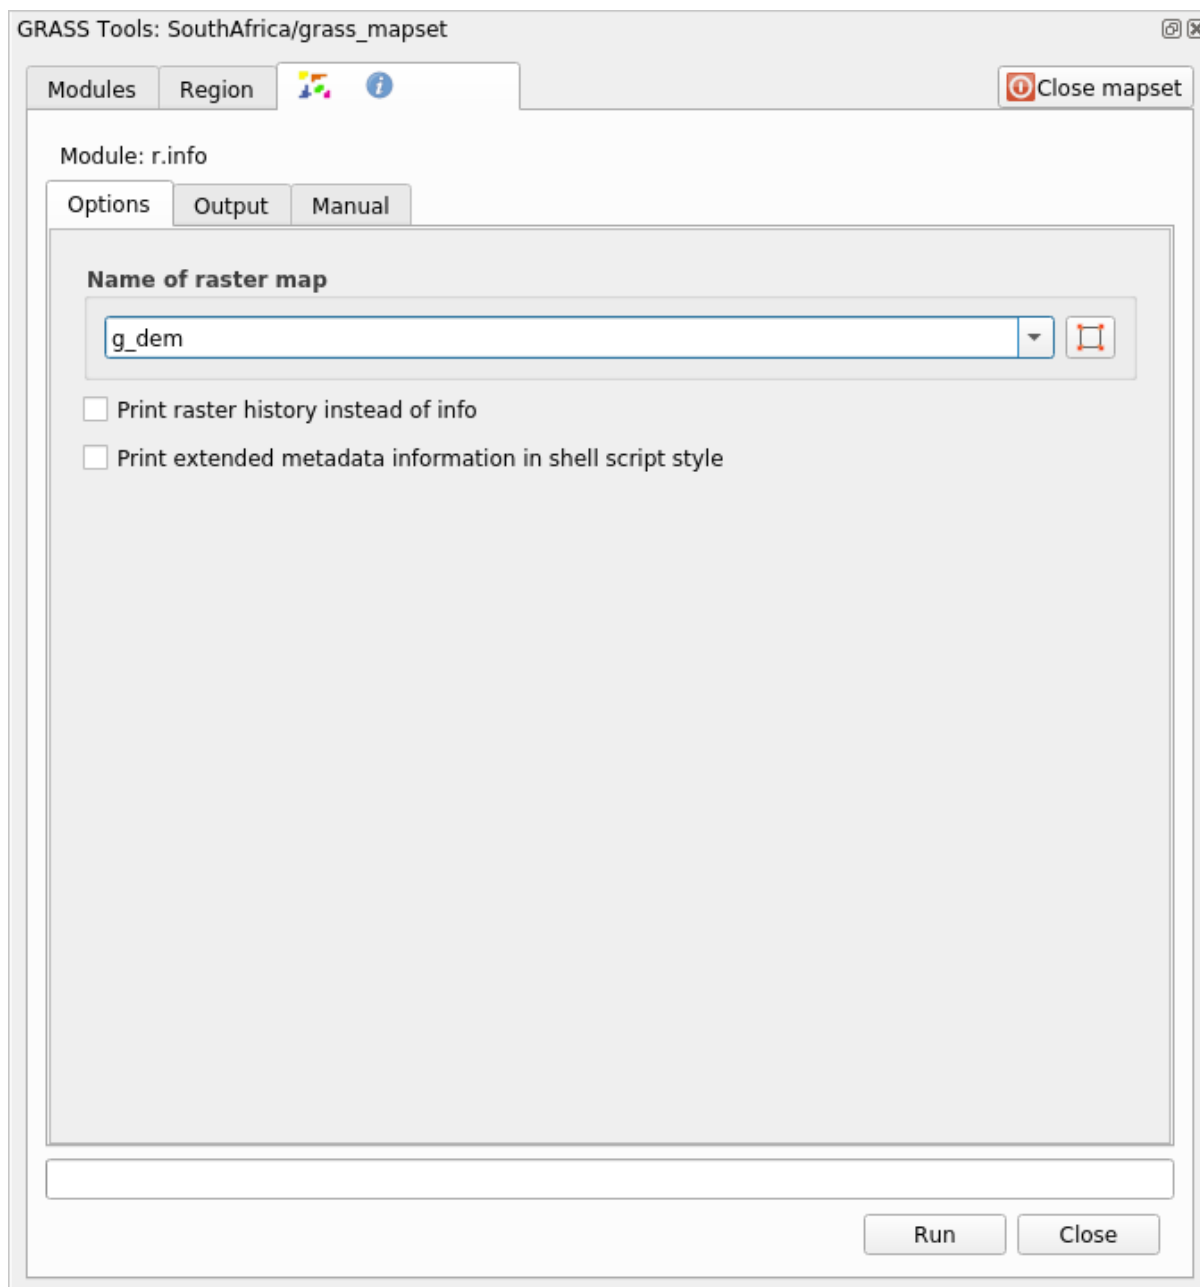 GRASS Tools: SouthAfrica/grass_mapset
Modules Region Close mapset
Module: r.info
Options Output Manual
Name of raster map
g_dem
Print raster history instead of info
Print extended metadata information in shell script style
Run Close